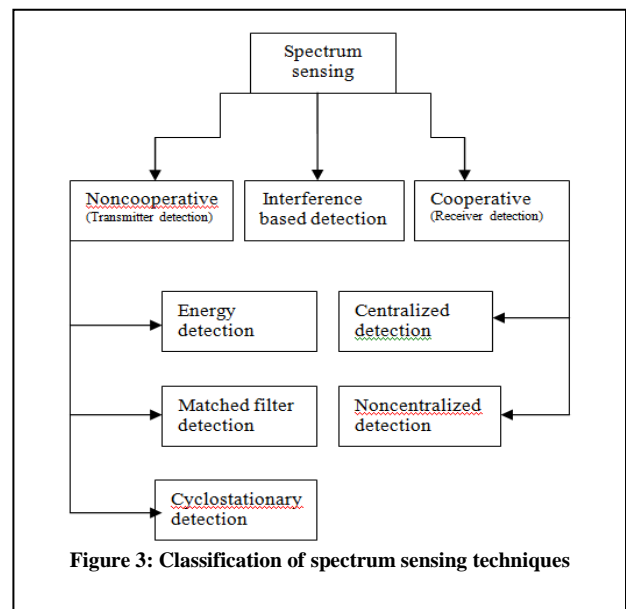 Spectrum
sensing
Noncooperative
(Transmitter detection)
Interference
based detection
Cooperative
(Receiver detection)
Energy
detection
Centralized
detection
Matched filter
detection
Noncentralized
detection
Cyclostationary
detection
Figure 3: Classification of spectrum sensing techniques